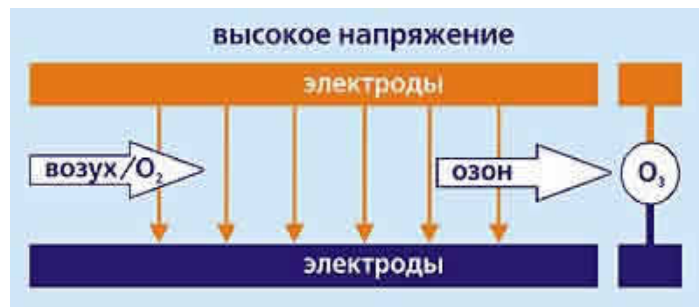 высокое напряжение
электроды
возух/O₂
озон
O₃
электроды